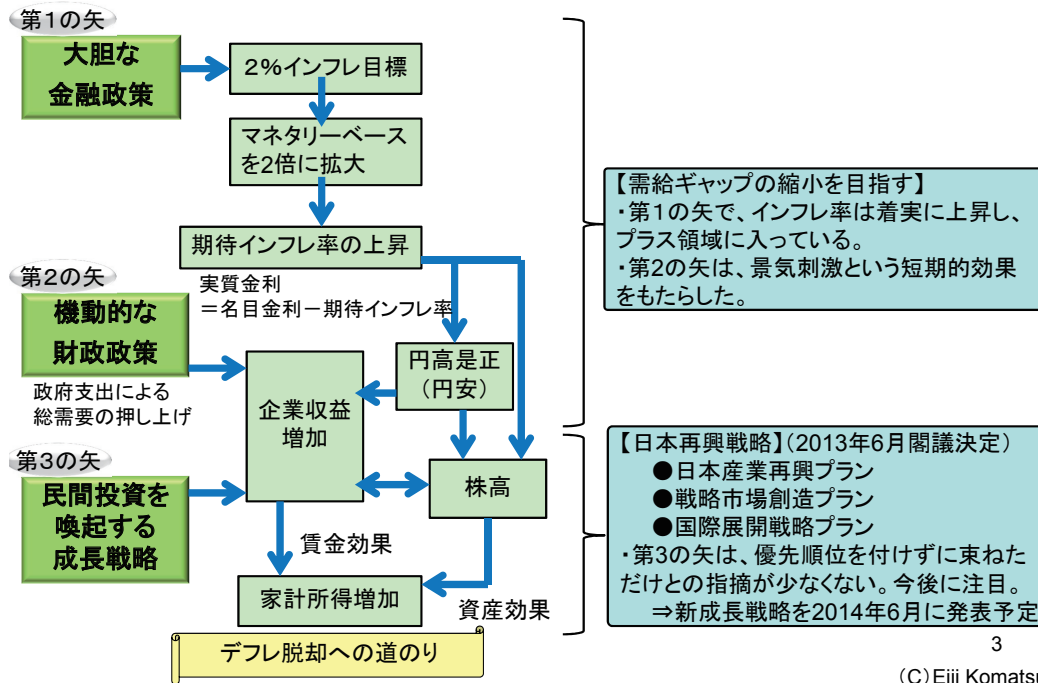 第1の矢
大胆な
金融政策
2%インフレ目標
マネタリーベース
を2倍に拡大
期待インフレ率の上昇
実質金利
=名目金利-期待インフレ率
第2の矢
機動的な
財政政策
政府支出による
総需要の押し上げ
円高是正
(円安)
企業収益
増加
第3の矢
民間投資を
喚起する
成長戦略
株高
賃金効果
家計所得増加
資産効果
デフレ脱却への道のり
【需給ギャップの縮小を目指す】
・第1の矢で、インフレ率は着実に上昇し、
プラス領域に入っている。
・第2の矢は、景気刺激という短期的効果
をもたらした。
【日本再興戦略】(2013年6月閣議決定)
●日本産業再興プラン
●戦略市場創造プラン
●国際展開戦略プラン
・第3の矢は、優先順位を付けずに束ねた
だけとの指摘が少なくない。今後に注目。
⇒新成長戦略を2014年6月に発表予定
3
(C)Eiji Komatsu